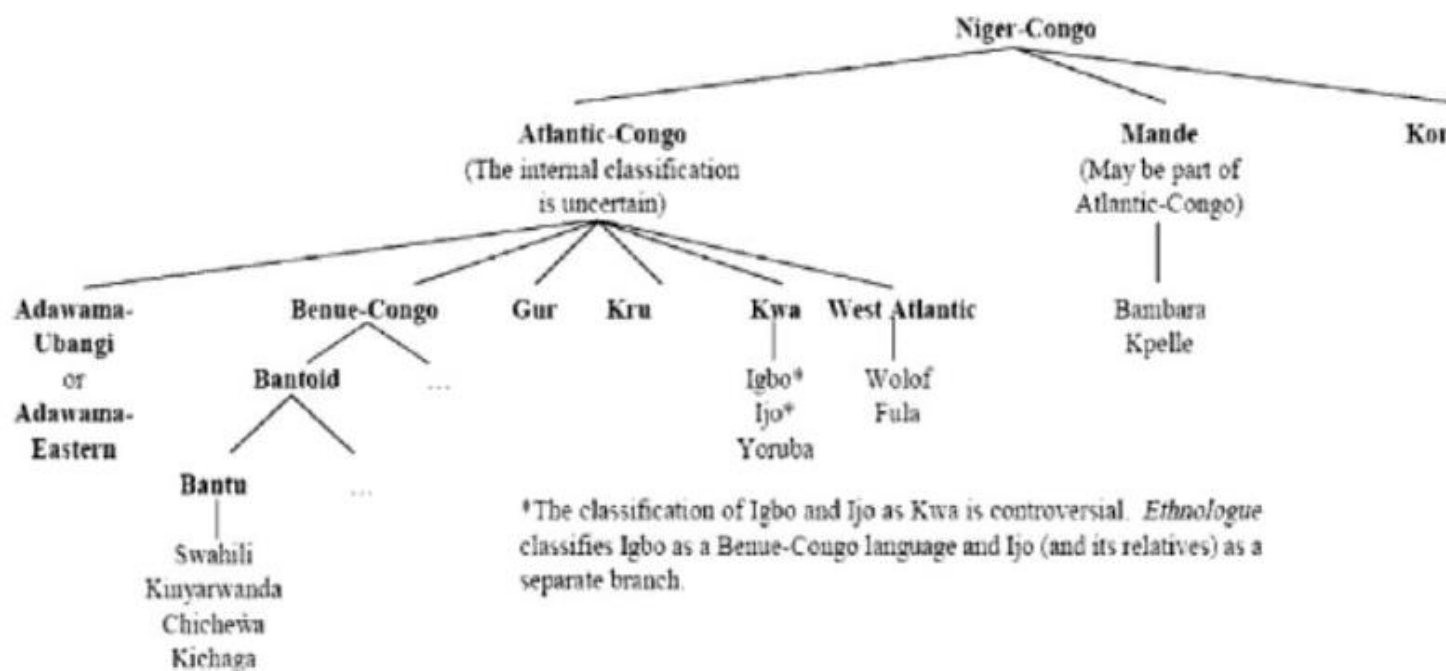 Niger-Congo
Atlantic-Congo
(The internal classification
is uncertain)
Mande
(May be part of
Atlantic-Congo)
Kor
Adawama-
Ubangi
or
Adawama-
Eastern
Benue-Congo
Gur
Kru
Kwa
West Atlantic
Bambara
Kpelle
Bantoid
...
Igbo*
Ijo*
Yoruba
Wolof
Fula
Bantu
...
Swahili
Kinyarwanda
Chichewa
Kichaga
*The classification of Igbo and Ijo as Kwa is controversial. Ethnologue
classifies Igbo as a Benue-Congo language and Ijo (and its relatives) as a
separate branch.